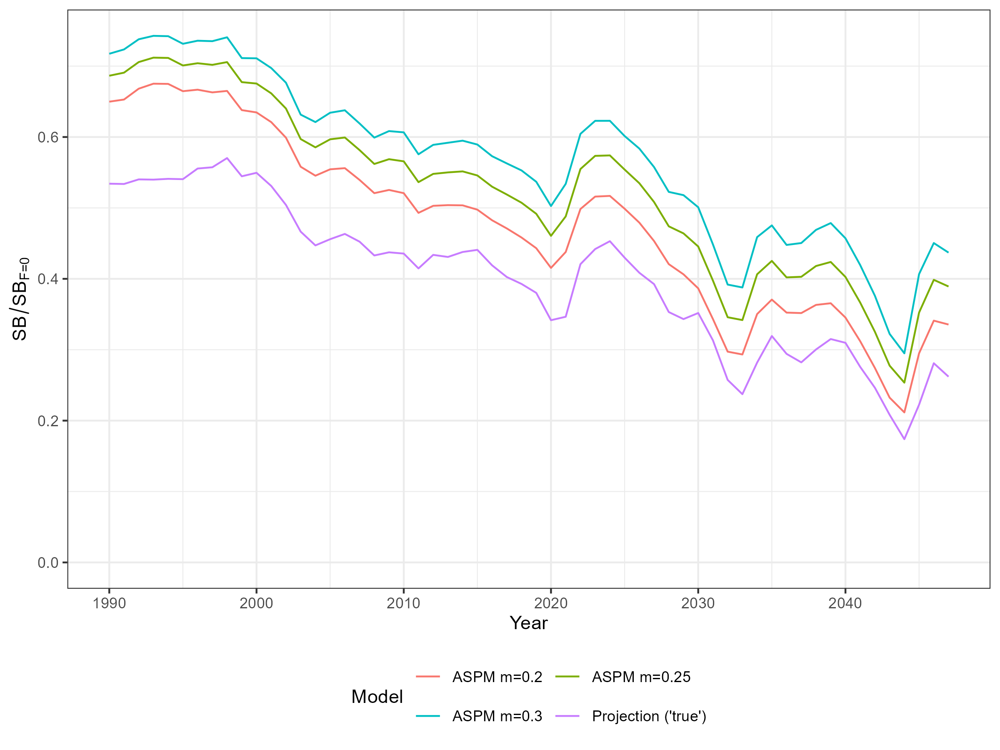 SB/SBF=0
0.6
0.4
0.2
0.0
1990 2000 2010 2020 2030 2040
Year
Model
ASPM m=0.2 ASPM m=0.25
ASPM m=0.3 Projection ('true')